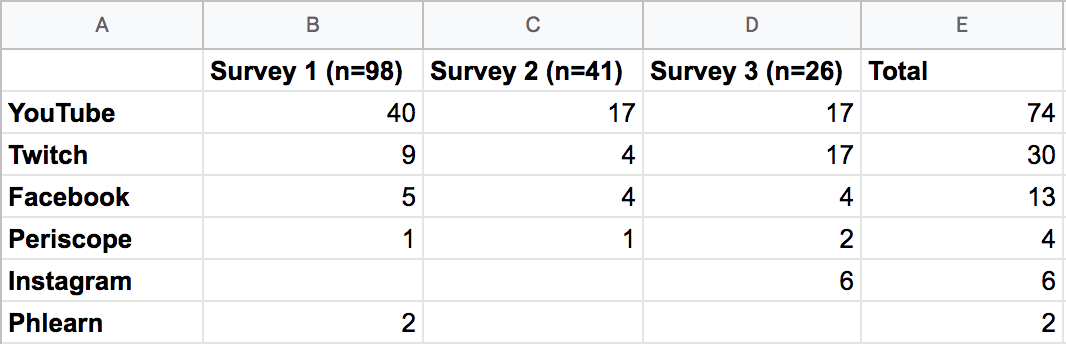 A B C D E
Survey 1 (n=98) Survey 2 (n=41) Survey 3 (n=26) Total
YouTube 40 17 17 74
Twitch 9 4 17 30
Facebook 5 4 4 13
Periscope 1 1 2 4
Instagram 6 6
Phlearn 2 2